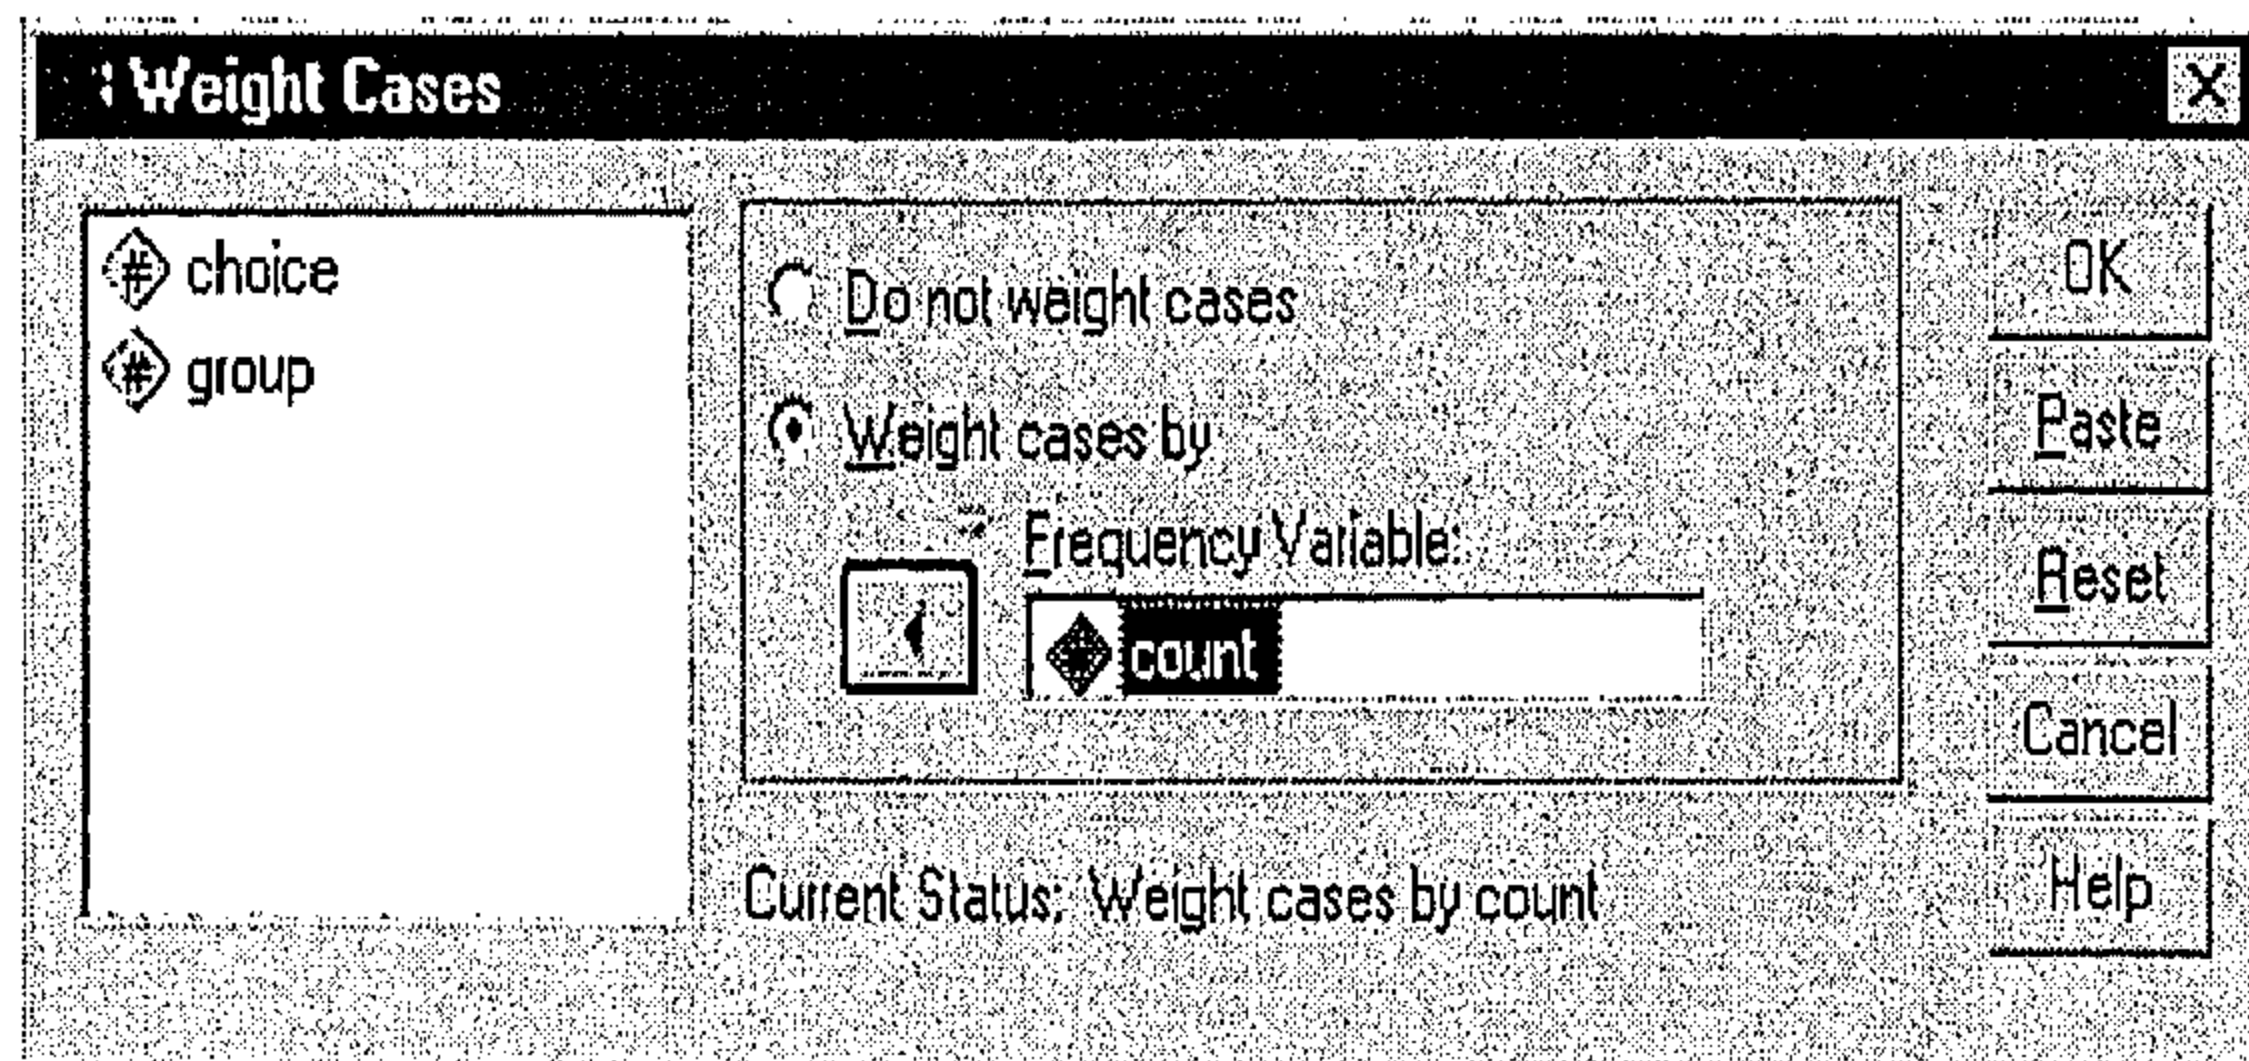 Weight Cases
# choice
# group
Do not weight cases
Weight cases by
Frequency Variable:
count
Current Status: Weight cases by count
OK
Paste
Reset
Cancel
Help